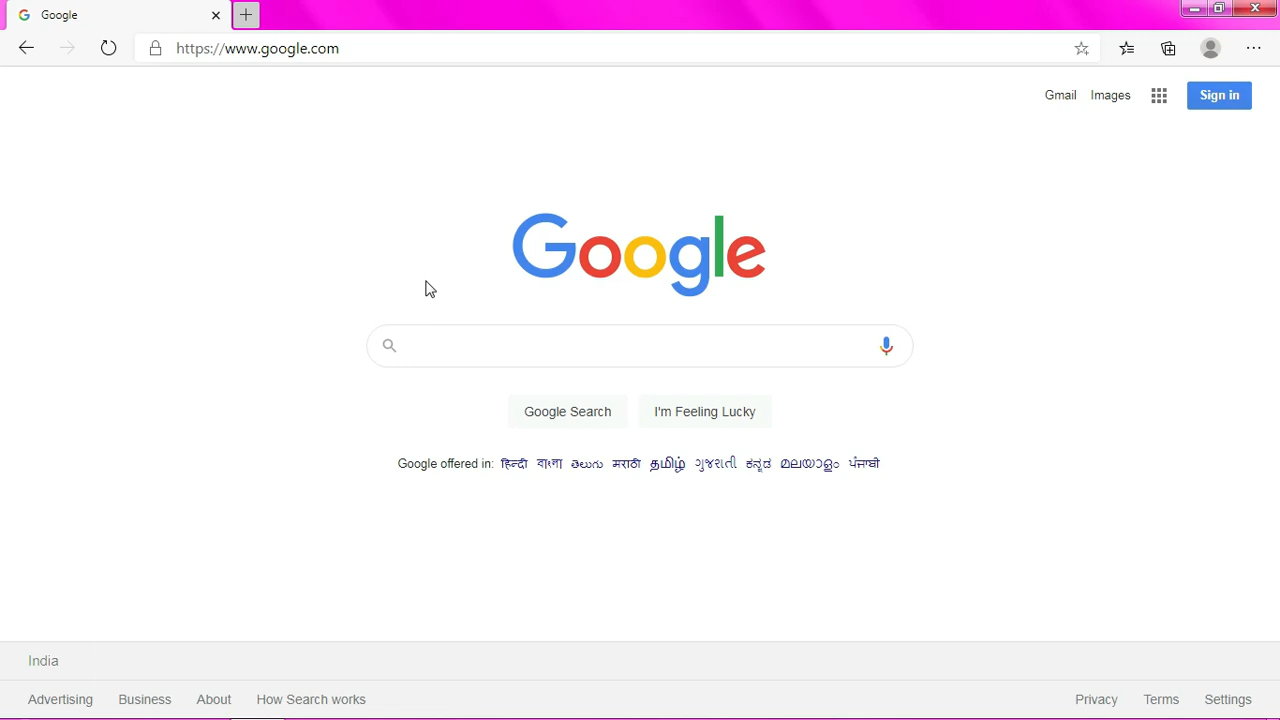 Google
https://www.google.com
Gmail Images Sign in
Google
Google Search I'm Feeling Lucky
Google offered in: हिन्दी বাংলা తెలుగు मराठी தமிழ் ગુજરાતી ಕನ್ನಡ മലയാളം ਪੰਜਾਬੀ
India
Advertising Business About How Search works Privacy Terms Settings